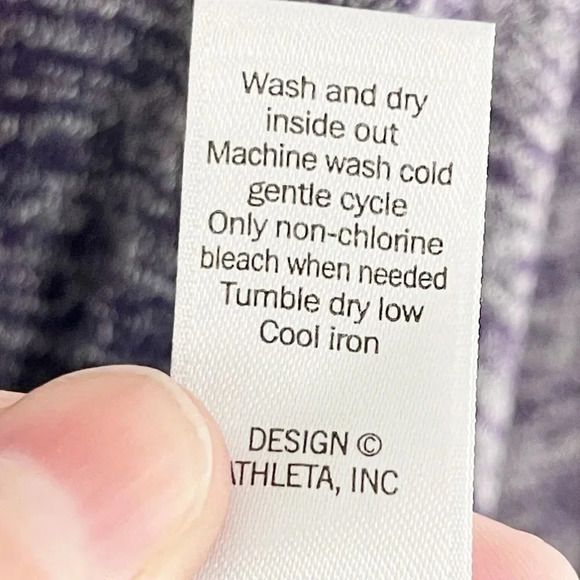 Wash and dry
inside out
Machine wash cold
gentle cycle
Only non-chlorine
bleach when needed
Tumble dry low
Cool iron
DESIGN ©
ATHLETA, INC